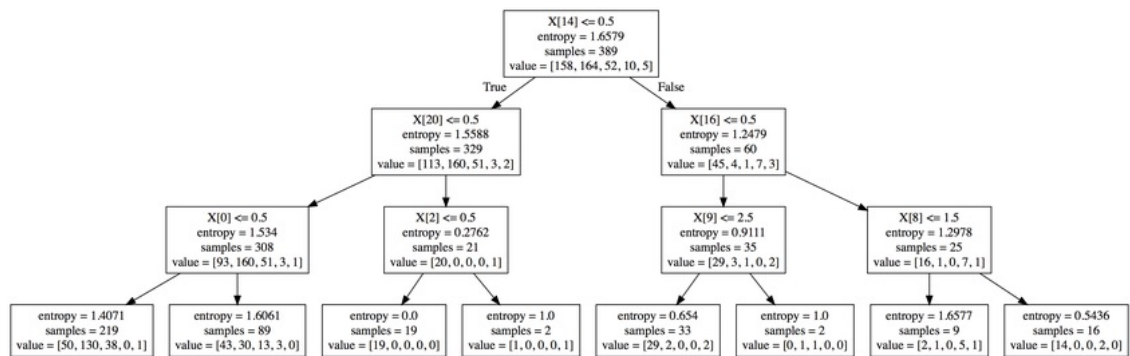 X[14] <= 0.5
entropy = 1.6579
samples = 389
value = [158, 164, 52, 10, 5]
True
False
X[20] <= 0.5
entropy = 1.5588
samples = 329
value = [113, 160, 51, 3, 2]
X[16] <= 0.5
entropy = 1.2479
samples = 60
value = [45, 4, 1, 7, 3]
X[0] <= 0.5
entropy = 1.534
samples = 308
value = [93, 160, 51, 3, 1]
X[2] <= 0.5
entropy = 0.2762
samples = 21
value = [20, 0, 0, 0, 1]
X[9] <= 2.5
entropy = 0.9111
samples = 35
value = [29, 3, 1, 0, 2]
X[8] <= 1.5
entropy = 1.2978
samples = 25
value = [16, 1, 0, 7, 1]
entropy = 1.4071
samples = 219
value = [50, 130, 38, 0, 1]
entropy = 1.6061
samples = 89
value = [43, 30, 13, 3, 0]
entropy = 0.0
samples = 19
value = [19, 0, 0, 0, 0]
entropy = 1.0
samples = 2
value = [1, 0, 0, 0, 1]
entropy = 0.654
samples = 33
value = [29, 2, 0, 0, 2]
entropy = 1.0
samples = 2
value = [0, 1, 1, 0, 0]
entropy = 1.6577
samples = 9
value = [2, 1, 0, 5, 1]
entropy = 0.5436
samples = 16
value = [14, 0, 0, 2, 0]